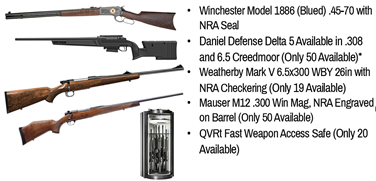 • Winchester Model 1886 (Blued) .45-70 with
NRA Seal
• Daniel Defense Delta 5 Available in .308
and 6.5 Creedmoor (Only 50 Available)*
• Weatherby Mark V 6.5x300 WBY 26in with
NRA Checkering (Only 19 Available)
• Mauser M12 .300 Win Mag, NRA Engraved
on Barrel (Only 50 Available)
• QVRt Fast Weapon Access Safe (Only 20
Available)